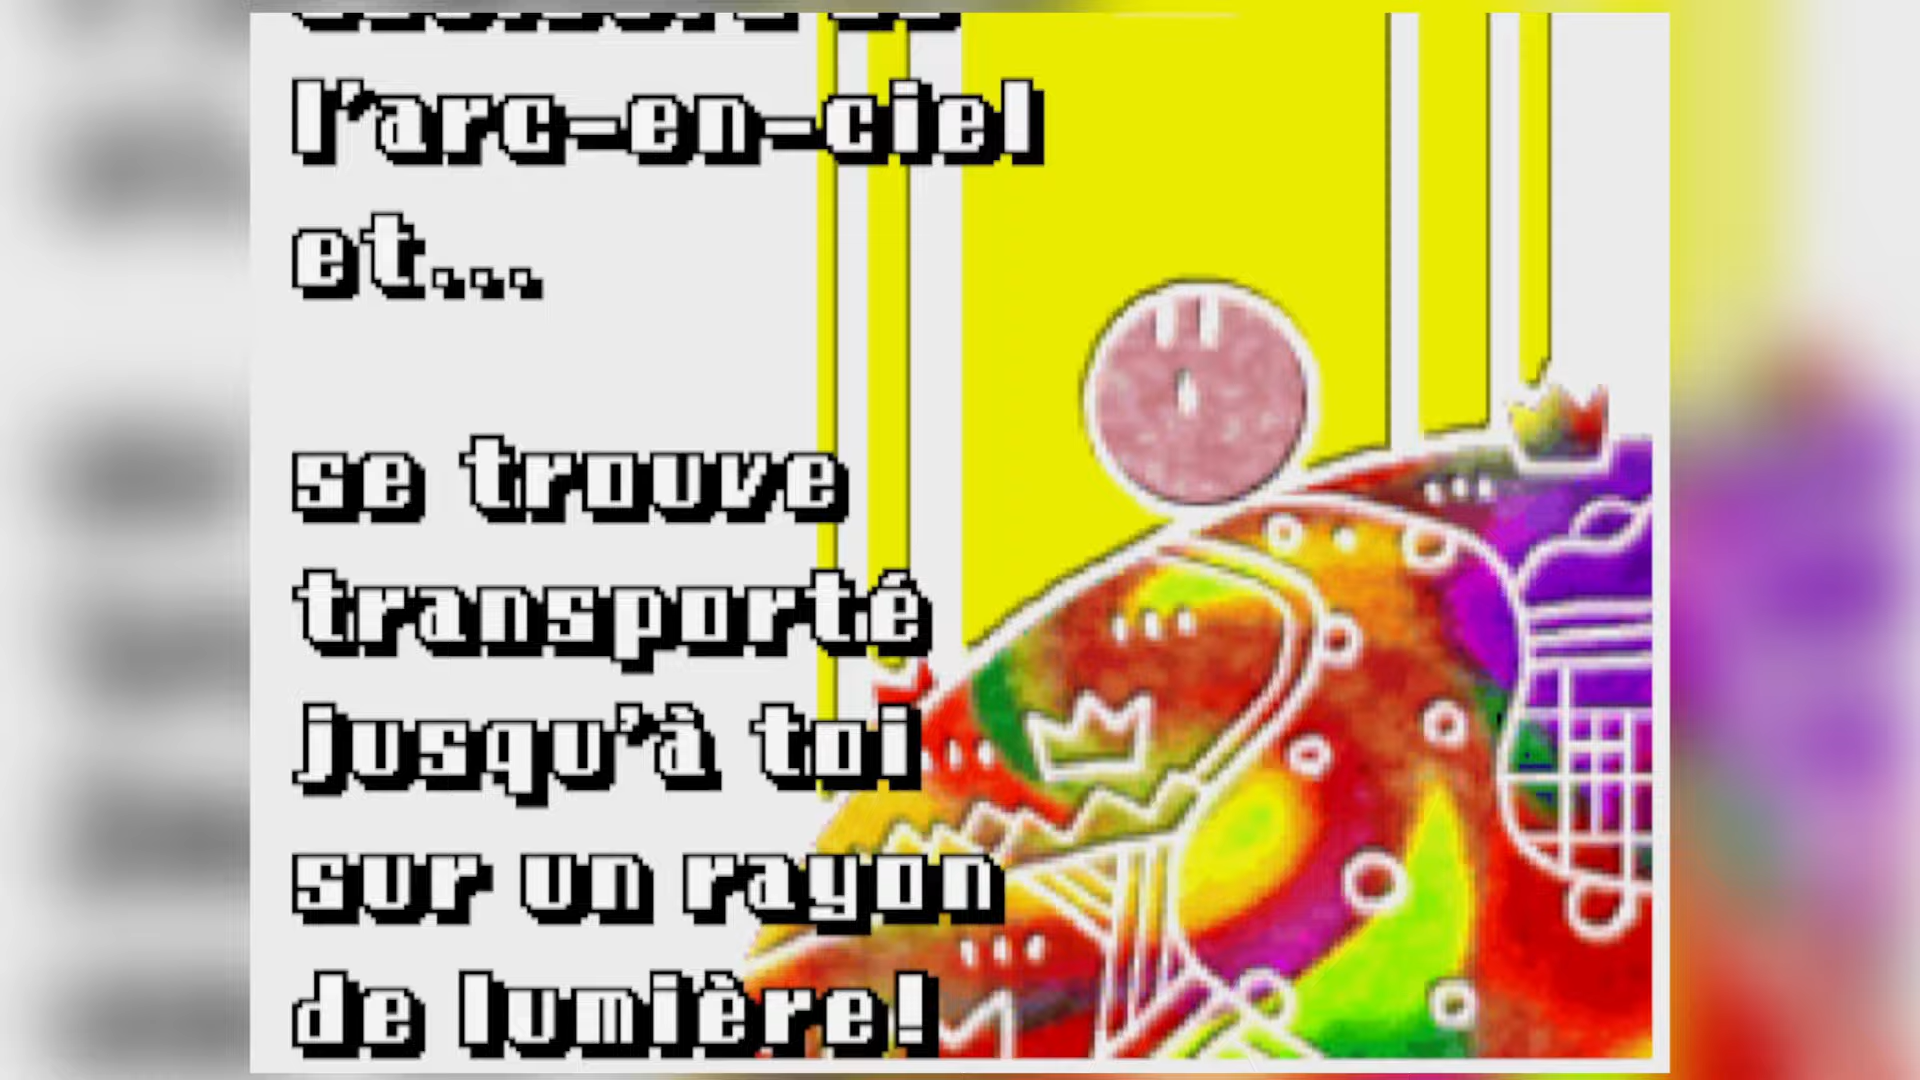 l'arc-en-ciel
et...
se trouve
transporté
jusqu'à toi
sur un rayon
de lumière!